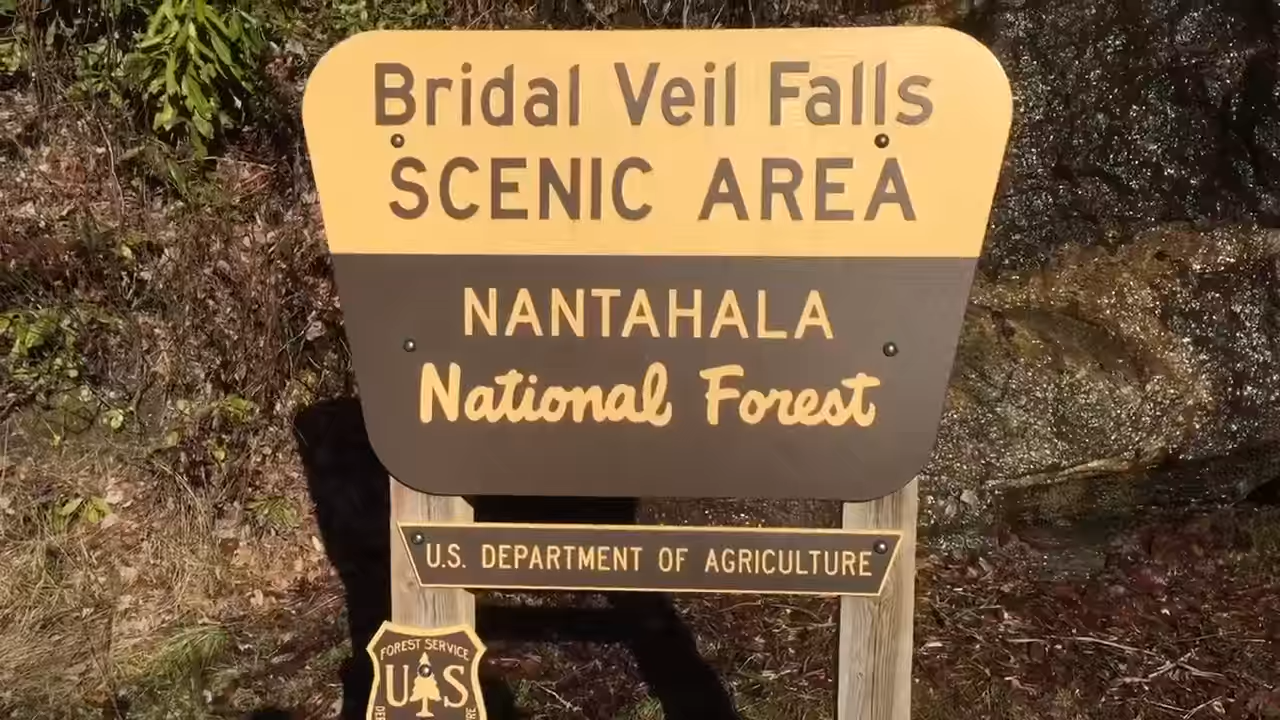 Bridal Veil Falls
SCENIC AREA
NANTAHALA
National Forest
U.S. DEPARTMENT OF AGRICULTURE
FOREST SERVICE
US